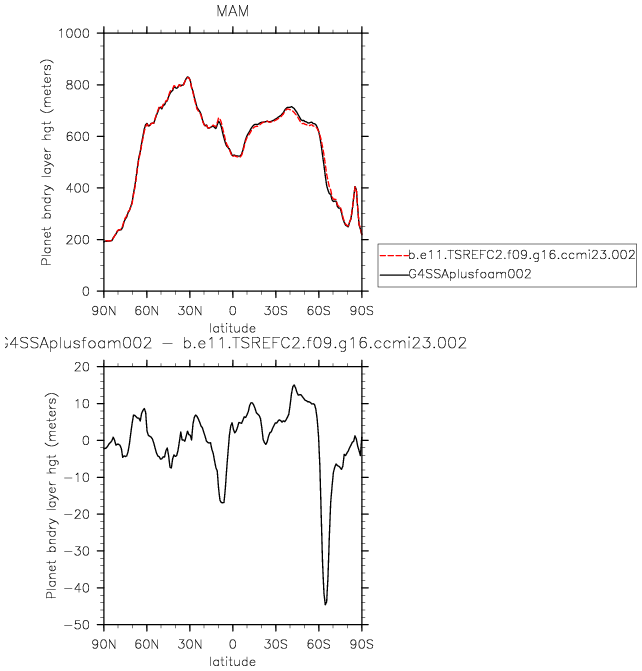 MAM
1000
800
600
400
200
0
Planet bndry layer hgt (meters)
90N 60N 30N 0 30S 60S 90S
latitude
b.e11.TSREFC2.f09.g16.ccmi23.002
G4SSAplusfoam002
G4SSAplusfoam002 - b.e11.TSREFC2.f09.g16.ccmi23.002
20
10
0
-10
-20
-30
-40
-50
Planet bndry layer hgt (meters)
90N 60N 30N 0 30S 60S 90S
latitude